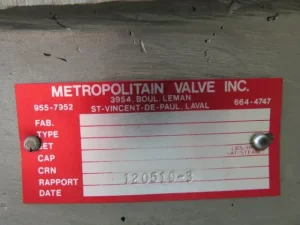 METROPOLITAIN VALVE INC.
3954, BOUL. LEMAN
955-7952 ST-VINCENT-DE-PAUL, LAVAL 664-4747
FAB.
TYPE
SET
CAP
CRN
RAPPORT 120510-3
DATE